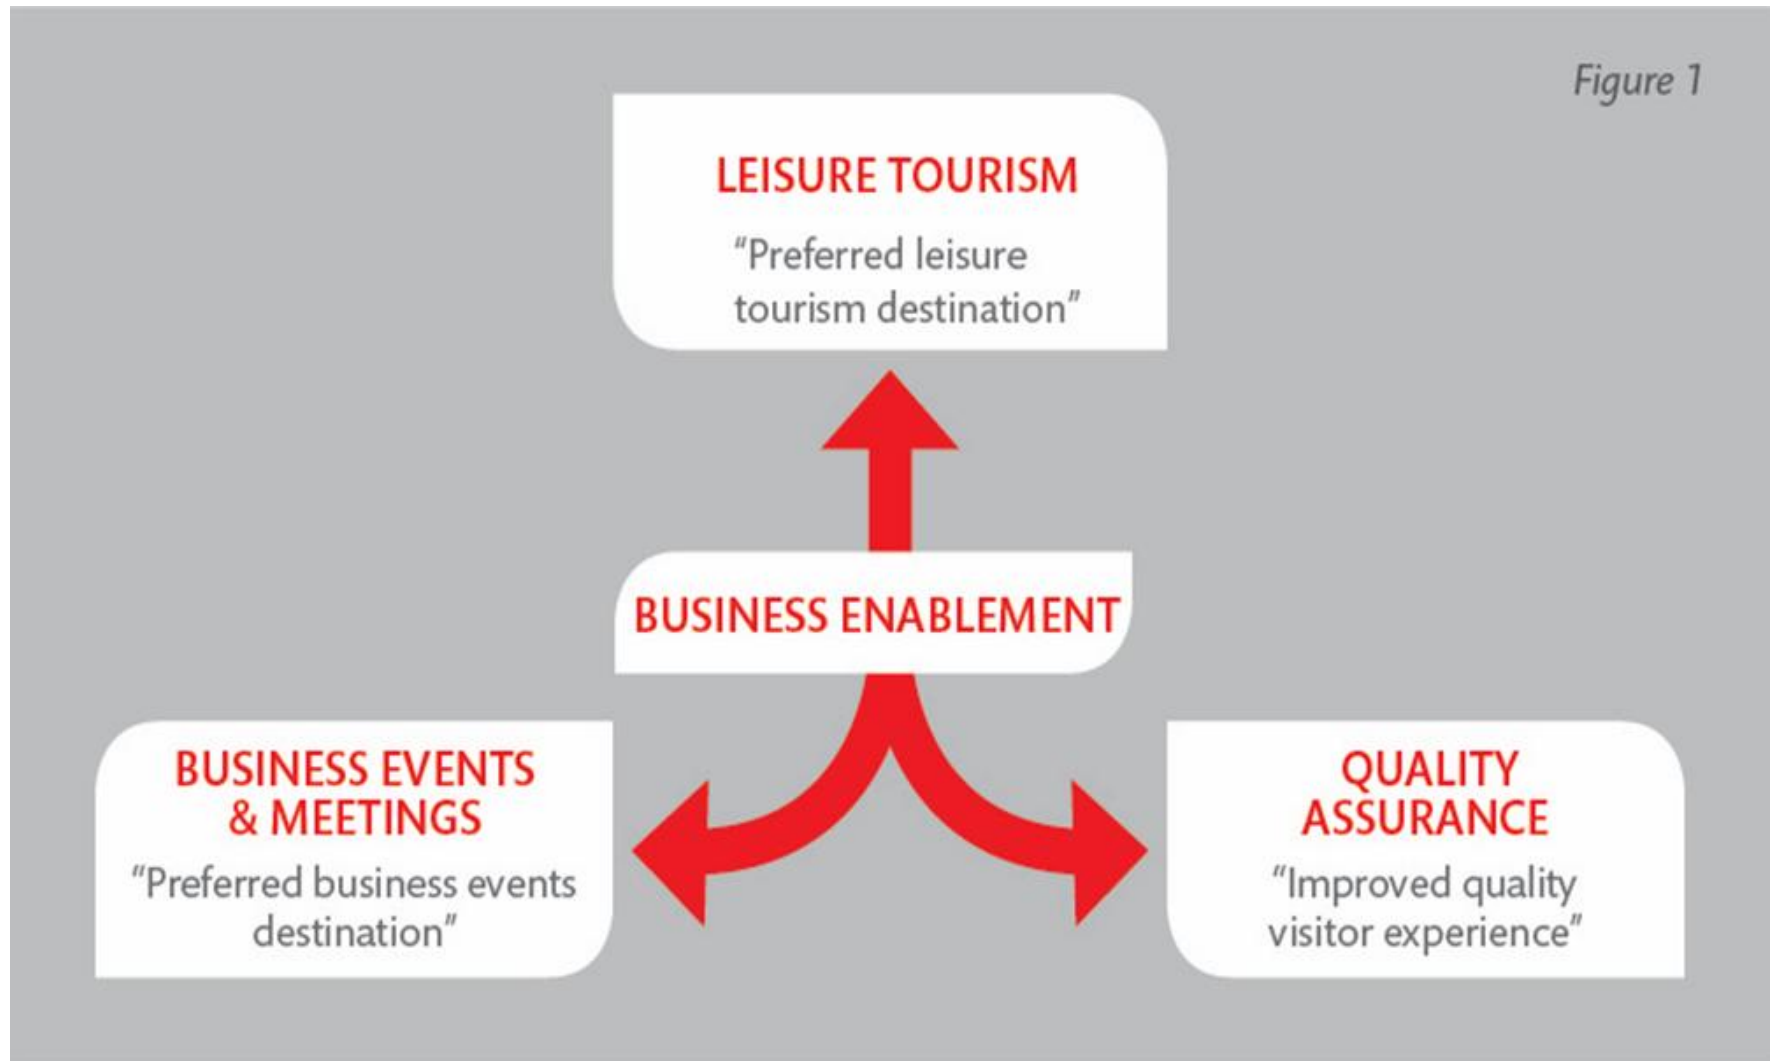 Figure 1
LEISURE TOURISM
“Preferred leisure
tourism destination”
BUSINESS ENABLEMENT
BUSINESS EVENTS
& MEETINGS
“Preferred business events
destination”
QUALITY
ASSURANCE
“Improved quality
visitor experience”